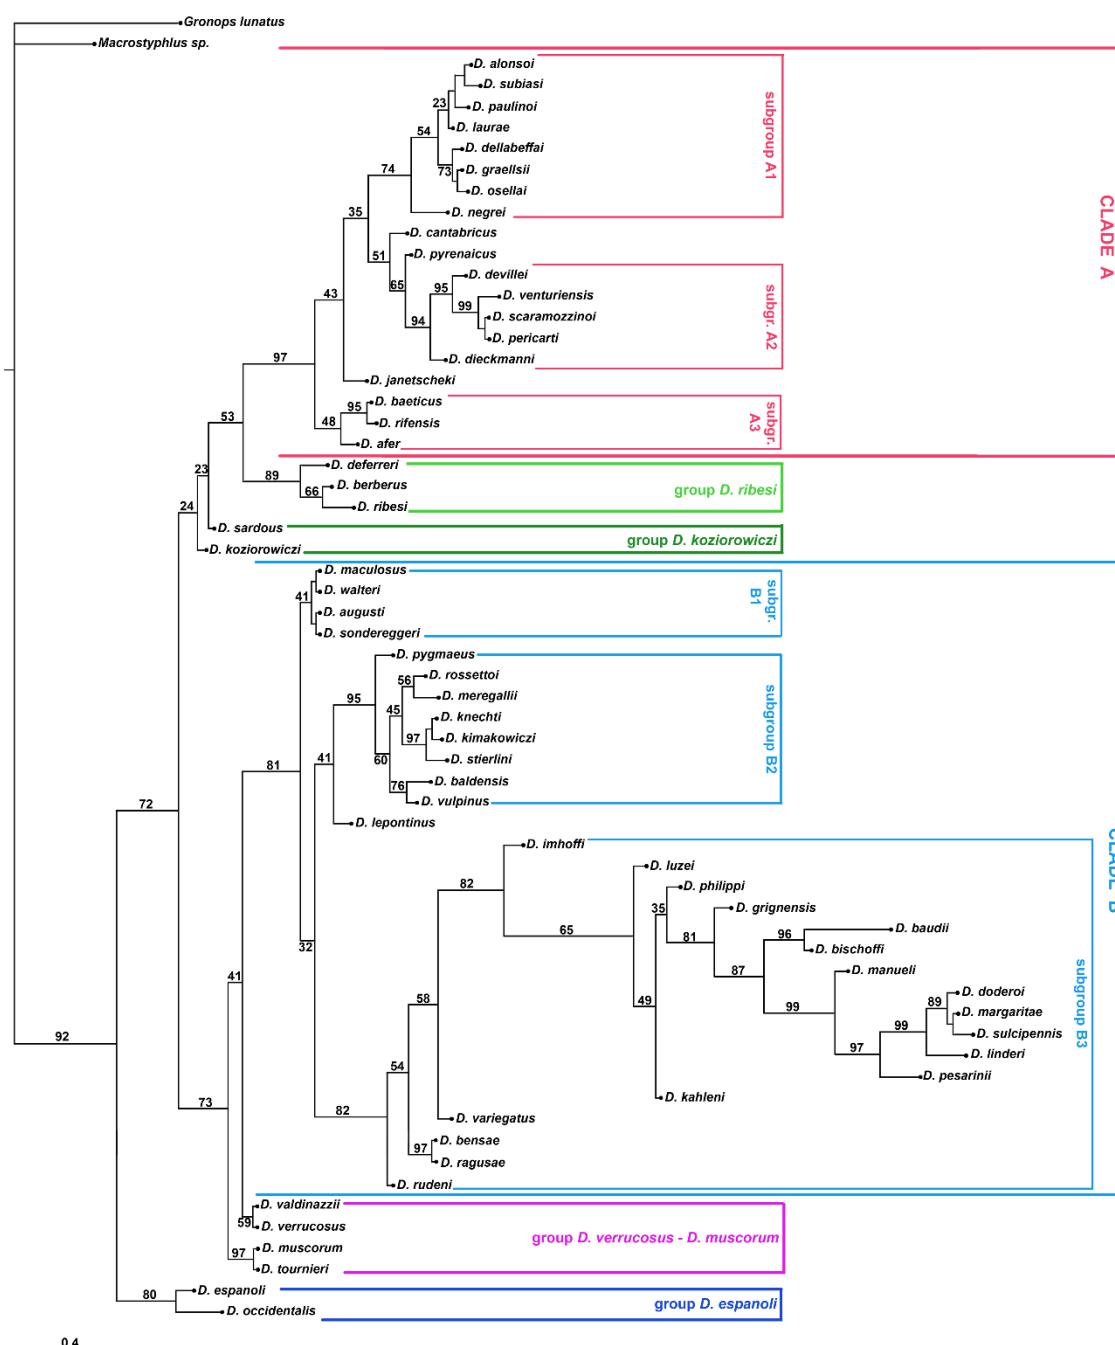 Gronops lunatus
Macrostyphlus sp.
D. alonsoi
D. subiasi
D. paulinoi
23
D. laurae
54
D. dellabeffai
73
D. graellsii
74
D. osellai
D. negrei
subgroup A1
35
D. cantabricus
51
D. pyrenaicus
65
D. devillei
95
D. venturiensis
99
D. scaramozzinoi
94
D. pericarti
D. dieckmanni
subgr. A2
43
D. janetscheki
97
D. baeticus
95
D. rifensis
48
D. afer
subgr.
A3
CLADE A
53
D. deferreri
89
D. berberus
66
D. ribesi
group D. ribesi
23
24
D. sardous
D. koziorowiczi
group D. koziorowiczi
D. maculosus
41
D. walteri
D. augusti
D. sondereggeri
subgr.
B1
D. pygmaeus
95
D. rossettoi
56
D. meregallii
45
D. knechti
97
D. kimakowiczi
60
D. stierlini
76
D. baldensis
D. vulpinus
subgroup B2
81
41
D. lepontinus
72
32
D. imhoffi
82
D. luzei
65
D. philippi
35
D. grignensis
81
D. baudii
96
D. bischoffi
87
D. manueli
99
D. doderoi
89
D. margaritae
99
D. sulcipennis
97
D. linderi
D. pesarinii
49
D. kahleni
58
D. variegatus
54
D. bensae
97
D. ragusae
82
D. rudeni
subgroup B3
CLADE B
41
92
73
D. valdinazzii
59
D. verrucosus
D. muscorum
97
D. tournieri
group D. verrucosus - D. muscorum
D. espanoli
80
D. occidentalis
group D. espanoli
0.4